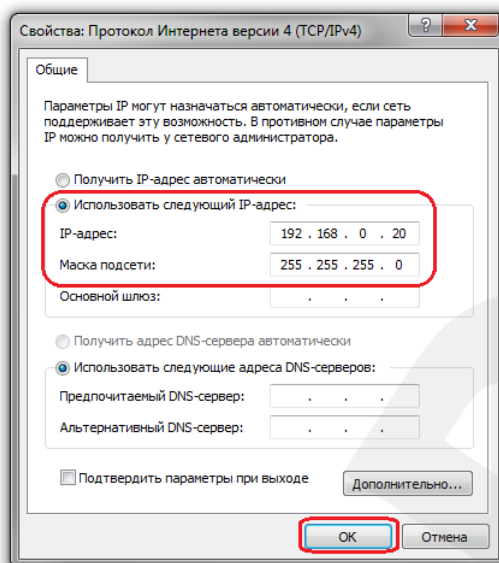 Свойства: Протокол Интернета версии 4 (TCP/IPv4)
Общие
Параметры IP могут назначаться автоматически, если сеть
поддерживает эту возможность. В противном случае параметры
IP можно получить у сетевого администратора.
Получить IP-адрес автоматически
Использовать следующий IP-адрес:
IP-адрес: 192 . 168 . 0 . 20
Маска подсети: 255 . 255 . 255 . 0
Основной шлюз: . . .
Получить адрес DNS-сервера автоматически
Использовать следующие адреса DNS-серверов:
Предпочитаемый DNS-сервер: . . .
Альтернативный DNS-сервер: . . .
Подтвердить параметры при выходе
Дополнительно...
OK Отмена